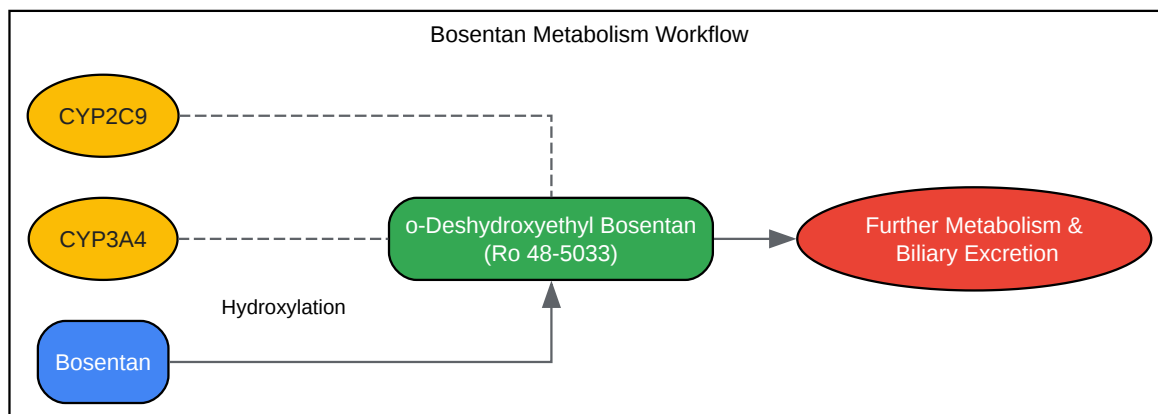 Bosentan Metabolism Workflow
CYP2C9
CYP3A4
o-Deshydroxyethyl Bosentan
(Ro 48-5033)
Further Metabolism &
Biliary Excretion
Hydroxylation
Bosentan